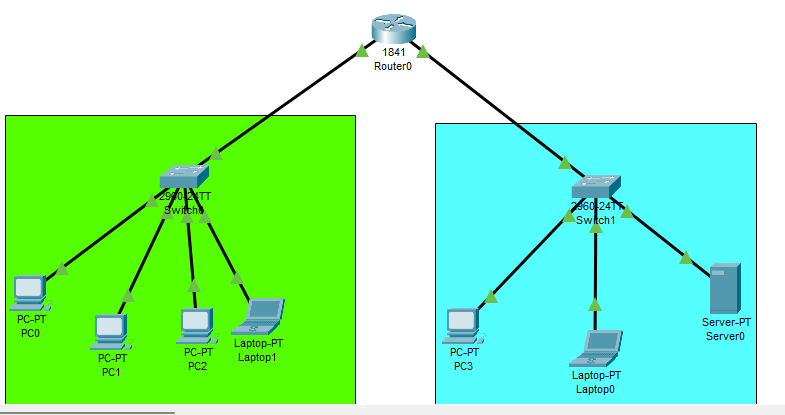 1841
Router0
2960-24TT
Switch0
2960-24TT
Switch1
PC-PT
PC0
PC-PT
PC1
PC-PT
PC2
Laptop-PT
Laptop1
PC-PT
PC3
Laptop-PT
Laptop0
Server-PT
Server0